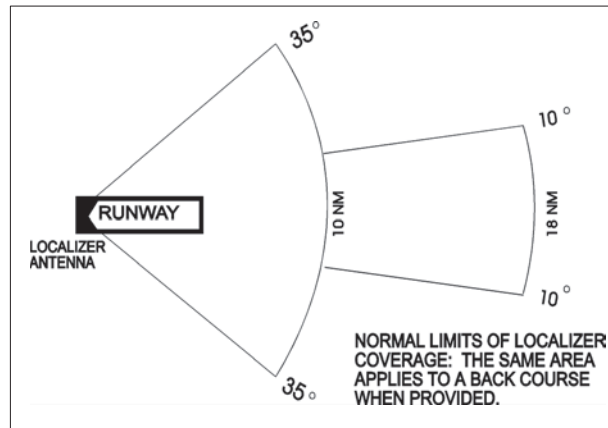 35°
10°
RUNWAY
10 NM
18 NM
LOCALIZER
ANTENNA
10°
35°
NORMAL LIMITS OF LOCALIZER
COVERAGE: THE SAME AREA
APPLIES TO A BACK COURSE
WHEN PROVIDED.